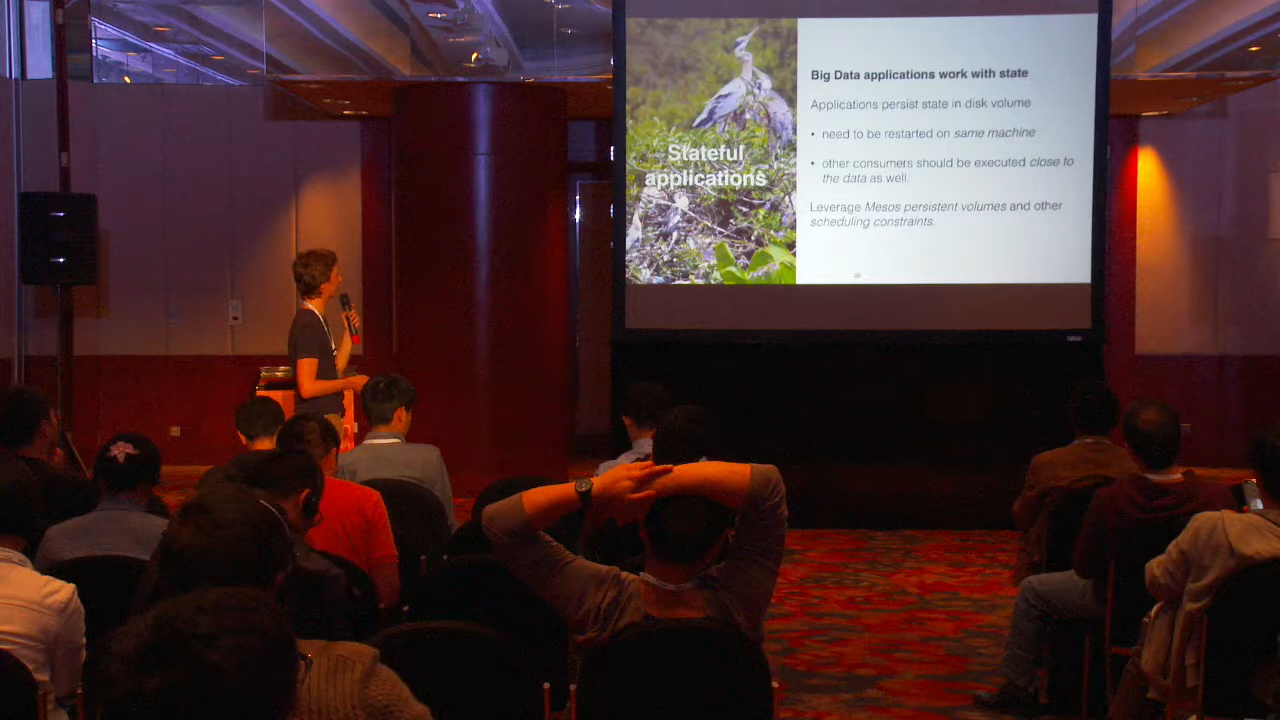 Stateful
applications
Big Data applications work with state
Applications persist state in disk volume
• need to be restarted on same machine
• other consumers should be executed close to
the data as well.
Leverage Mesos persistent volumes and other
scheduling constraints.